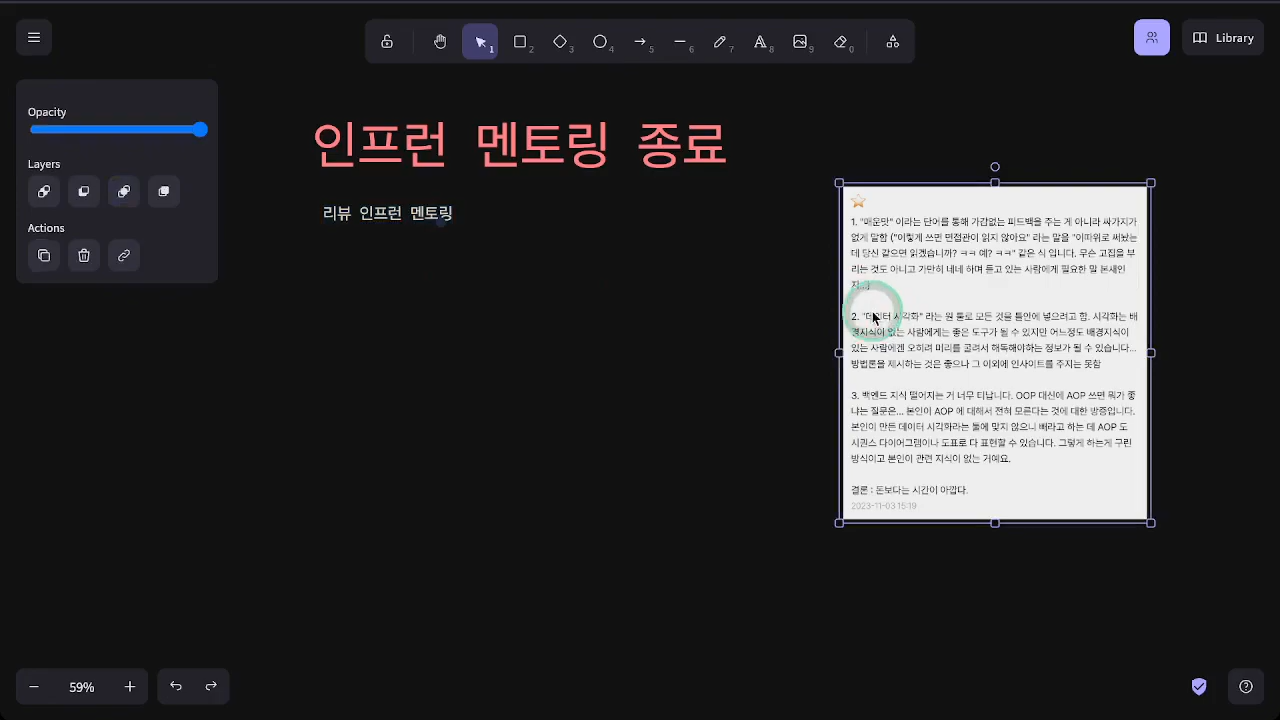 Library
1
2
3
4
5
6
7
8
9
0
Opacity
Layers
Actions
인프런 멘토링 종료
리뷰 인프런 멘토링
1. "매운맛" 이라는 단어를 통해 가감없는 피드백을 주는 게 아니라 싸가지가
없게 말함 ("이렇게 쓰면 면접관이 읽지 않아요" 라는 말을 "이따위로 써놨는
데 당신 같으면 읽겠습니까? ㅋㅋ 예? ㅋㅋ" 같은 식 입니다. 무슨 고집을 부
리는 것도 아니고 가만히 네네 하며 듣고 있는 사람에게 필요한 말 본새인
지...)
2. "데이터 시각화" 라는 원 툴로 모든 것을 틀안에 넣으려고 함. 시각화는 배
경지식이 없는 사람에게는 좋은 도구가 될 수 있지만 어느정도 배경지식이
있는 사람에겐 오히려 머리를 굴려서 해독해야하는 정보가 될 수 있습니다...
방법론을 제시하는 것은 좋으나 그 이외에 인사이트를 주지는 못함
3. 백엔드 지식 떨어지는 거 너무 티납니다. OOP 대신에 AOP 쓰면 뭐가 좋
냐는 질문은... 본인이 AOP 에 대해서 전혀 모른다는 것에 대한 방증입니다.
본인이 만든 데이터 시각화라는 툴에 맞지 않으니 빼라고 하는 데 AOP 도
시퀀스 다이어그램이나 도표로 다 표현할 수 있습니다. 그렇게 하는게 구린
방식이고 본인이 관련 지식이 없는 거예요.
결론 : 돈보다는 시간이 아깝다.
2023-11-03 15:19
59%